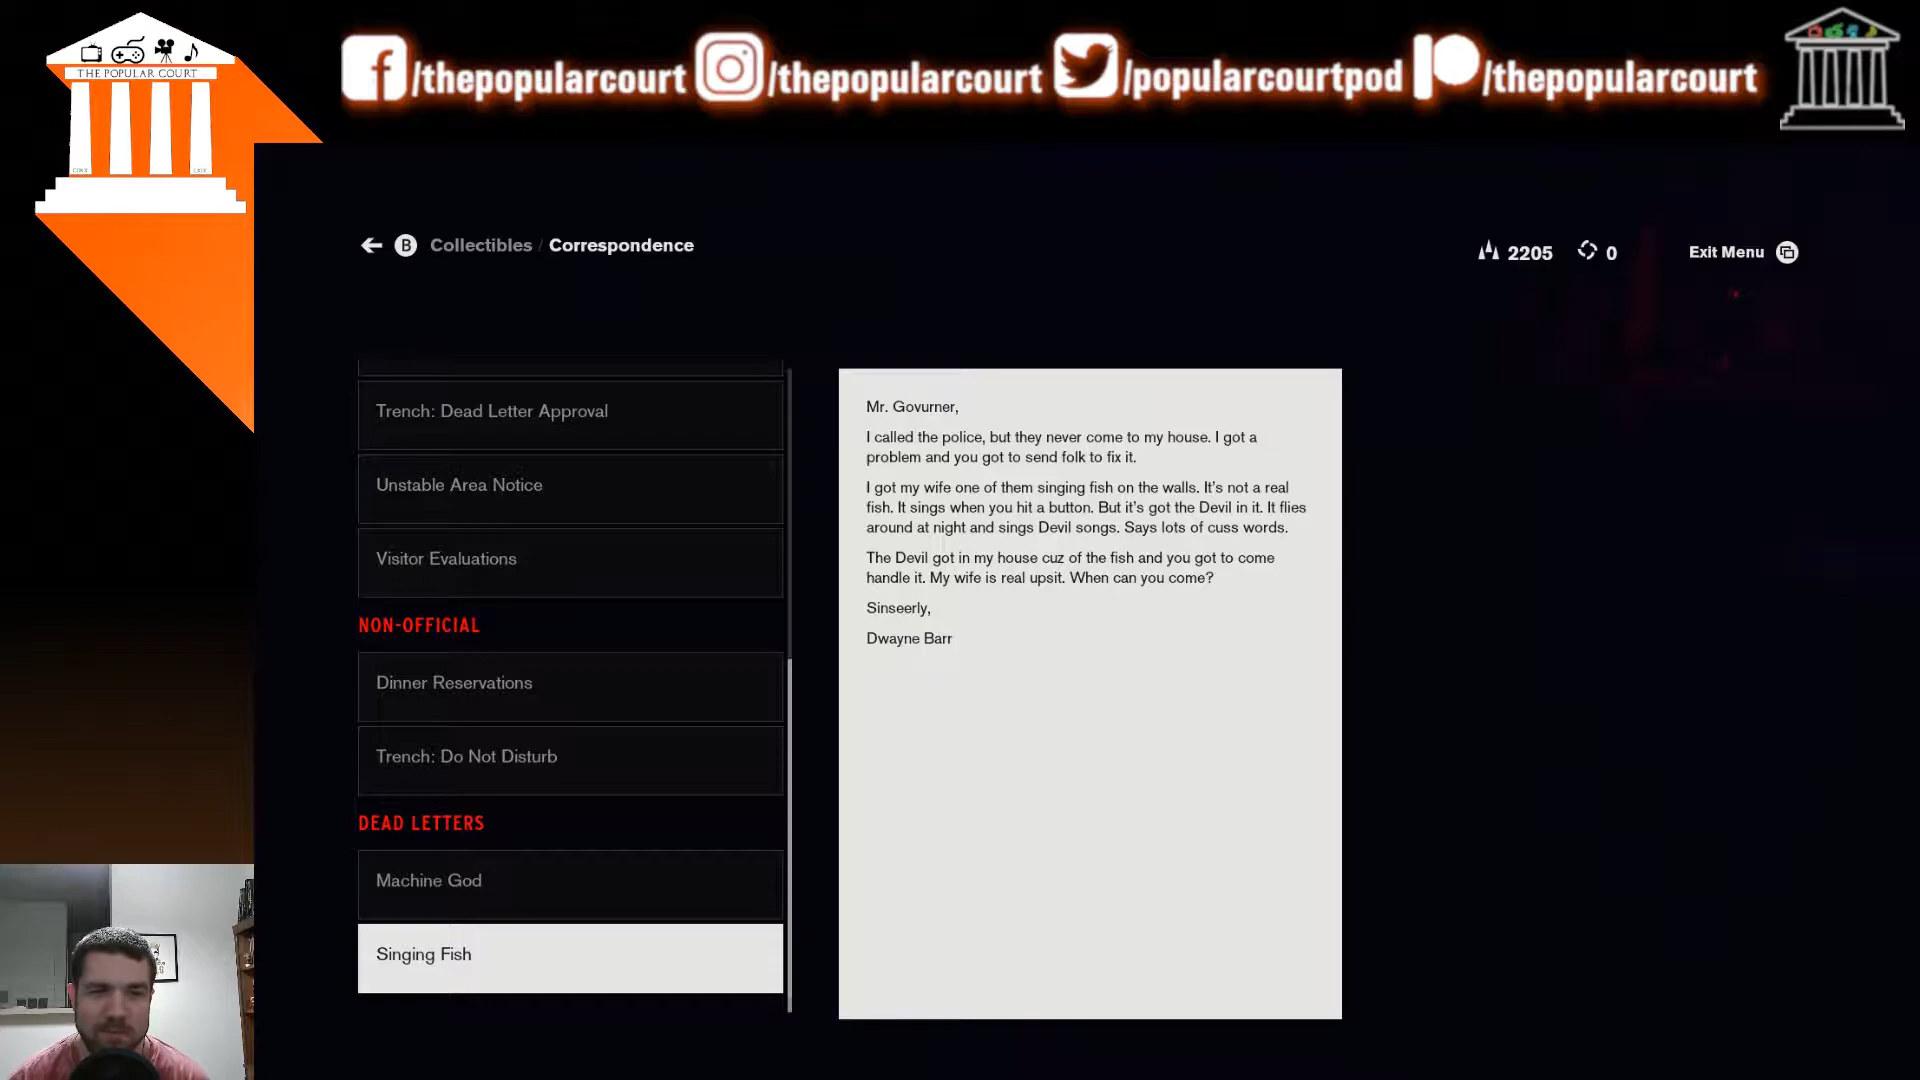 THE POPULAR COURT
/thepopularcourt /thepopularcourt /popularcourtpod /thepopularcourt
B Collectibles / Correspondence
2205 0 Exit Menu
Trench: Dead Letter Approval
Unstable Area Notice
Visitor Evaluations
NON-OFFICIAL
Dinner Reservations
Trench: Do Not Disturb
DEAD LETTERS
Machine God
Singing Fish
Mr. Govurner,
I called the police, but they never come to my house. I got a
problem and you got to send folk to fix it.
I got my wife one of them singing fish on the walls. It's not a real
fish. It sings when you hit a button. But it's got the Devil in it. It flies
around at night and sings Devil songs. Says lots of cuss words.
The Devil got in my house cuz of the fish and you got to come
handle it. My wife is real upsit. When can you come?
Sinseerly,
Dwayne Barr